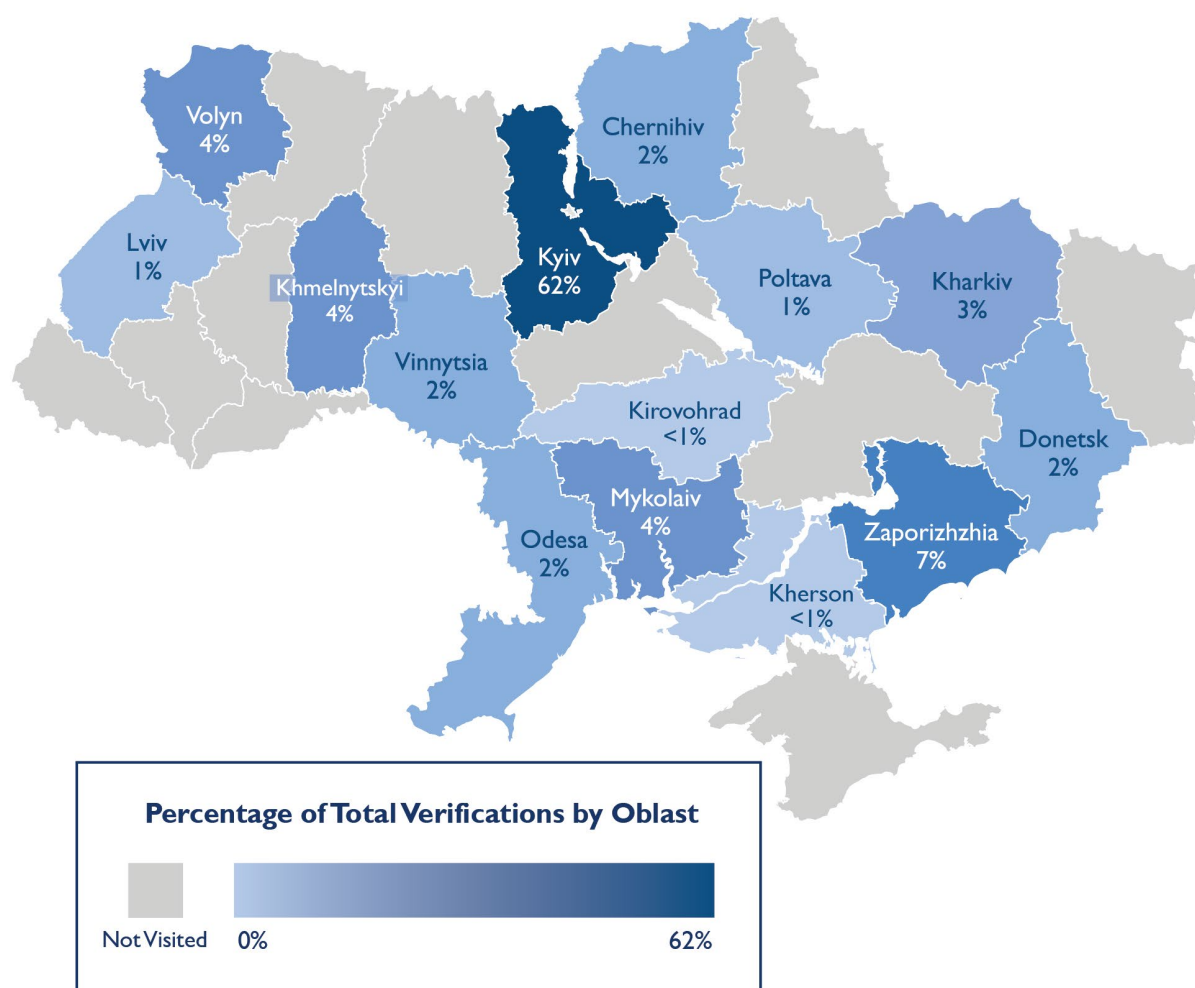 Volyn
4%
Chernihiv
2%
Lviv
1%
Khmelnytskyi
4%
Kyiv
62%
Poltava
1%
Kharkiv
3%
Vinnytsia
2%
Kirovohrad
<1%
Donetsk
2%
Mykolaiv
4%
Odesa
2%
Zaporizhzhia
7%
Kherson
<1%
Percentage of Total Verifications by Oblast
Not Visited
0%
62%